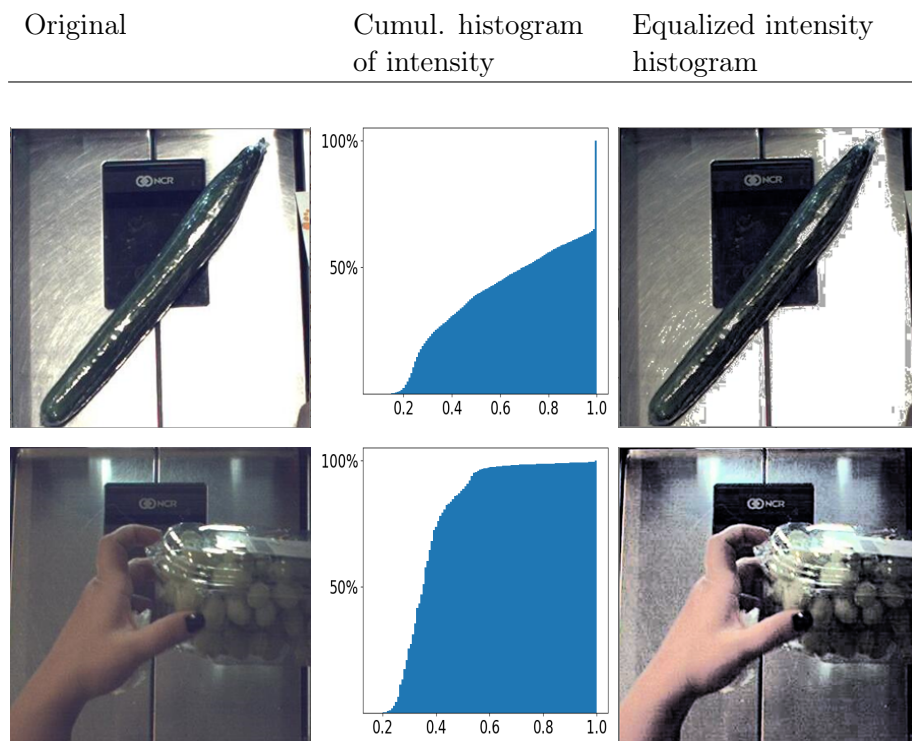 Original
Cumul. histogram
of intensity
Equalized intensity
histogram
NCR
100%
50%
0.2 0.4 0.6 0.8 1.0
NCR
NCR
100%
50%
0.2 0.4 0.6 0.8 1.0
NCR